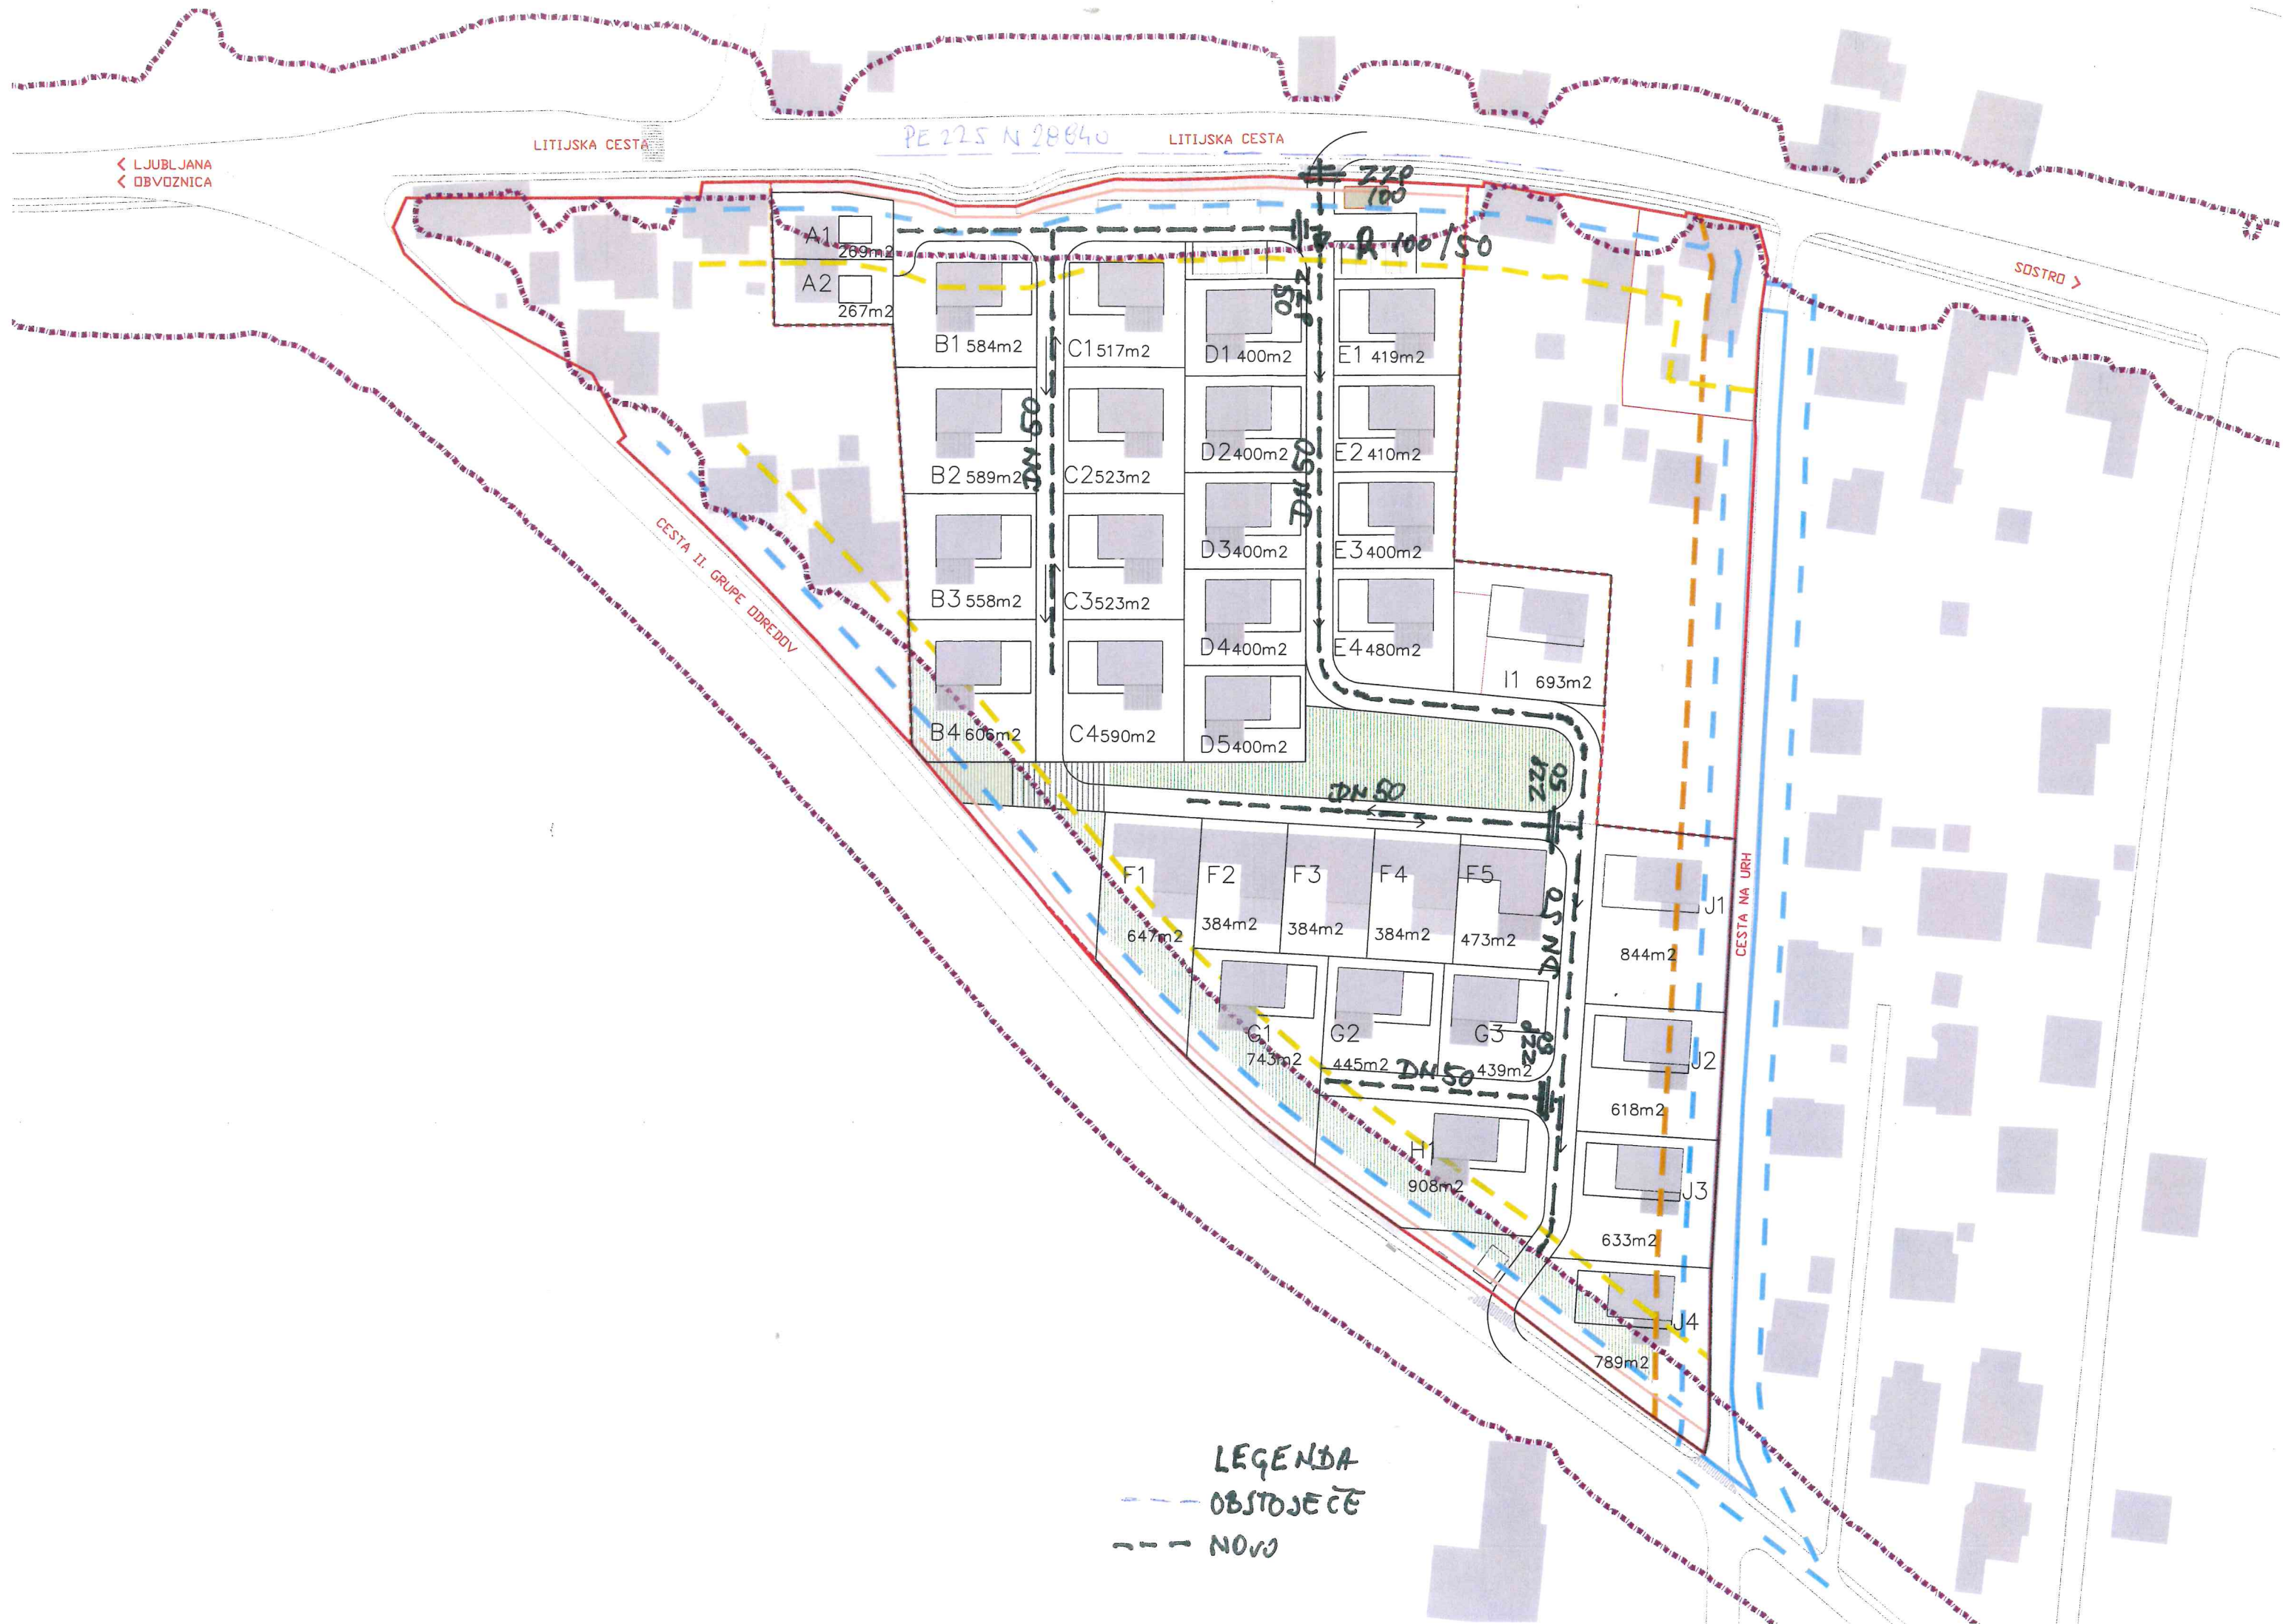 LITIJSKA CESTA
PE 225 N 28840
LITIJSKA CESTA
< LJUBLJANA
< OBVOZNICA
SOSTRO >
ZZP
100
R 100/50
ZZP
50
A1
269m2
A2
267m2
B1 584m2
C1 517m2
D1 400m2
E1 419m2
DN 50
DN 50
B2 589m2
C2 523m2
D2 400m2
E2 410m2
B3 558m2
C3 523m2
D3 400m2
E3 400m2
B4 606m2
C4 590m2
D4 400m2
E4 480m2
D5 400m2
I1 693m2
CESTA II. GRUPE ODREDOV
ZZP
50
DN 50
F1
647m2
F2
384m2
F3
384m2
F4
384m2
F5
473m2
DN 50
J1
844m2
CESTA NA URH
G1
743m2
G2
445m2
G3
439m2
ZZP
50
DN 50
J2
618m2
H1
908m2
J3
633m2
J4
789m2
LEGENDA
OBSTOJEČE
NOVO